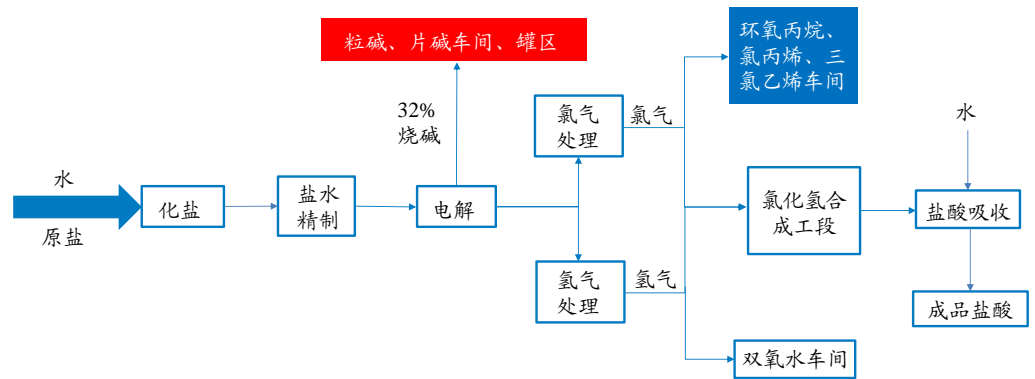 粒碱、片碱车间、罐区
环氧丙烷、
氯丙烯、三
氯乙烯车间
32%
烧碱
氯气
处理
氯气
水
水
原盐
化盐
盐水
精制
电解
氯化氢合
成工段
盐酸吸收
氢气
处理
氢气
成品盐酸
双氧水车间